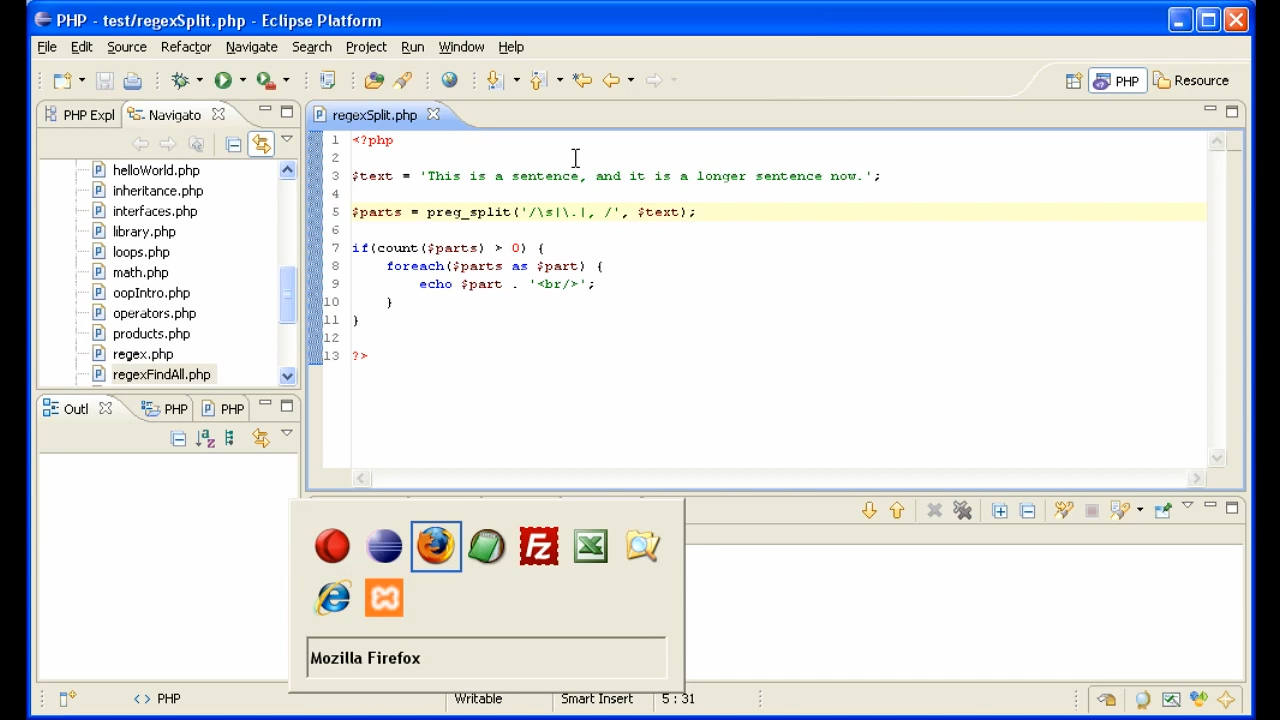 PHP - test/regexSplit.php - Eclipse Platform
File Edit Source Refactor Navigate Search Run Project Window Help
PHP Resource
PHP Expl Navigato
regexSplit.php
helloWorld.php
inheritance.php
interfaces.php
library.php
loops.php
math.php
oopIntro.php
operators.php
products.php
regex.php
regexFindAll.php
1 <?php
2
3 $text = 'This is a sentence, and it is a longer sentence now.';
4
5 $parts = preg_split('/\s|\.|, /', $text);
6
7 if(count($parts) > 0) {
8 foreach($parts as $part) {
9 echo $part . '<br/>';
10 }
11 }
12
13 ?>
Outl PHP PHP
Fz
Mozilla Firefox
<> PHP Writable Smart Insert 5 : 31